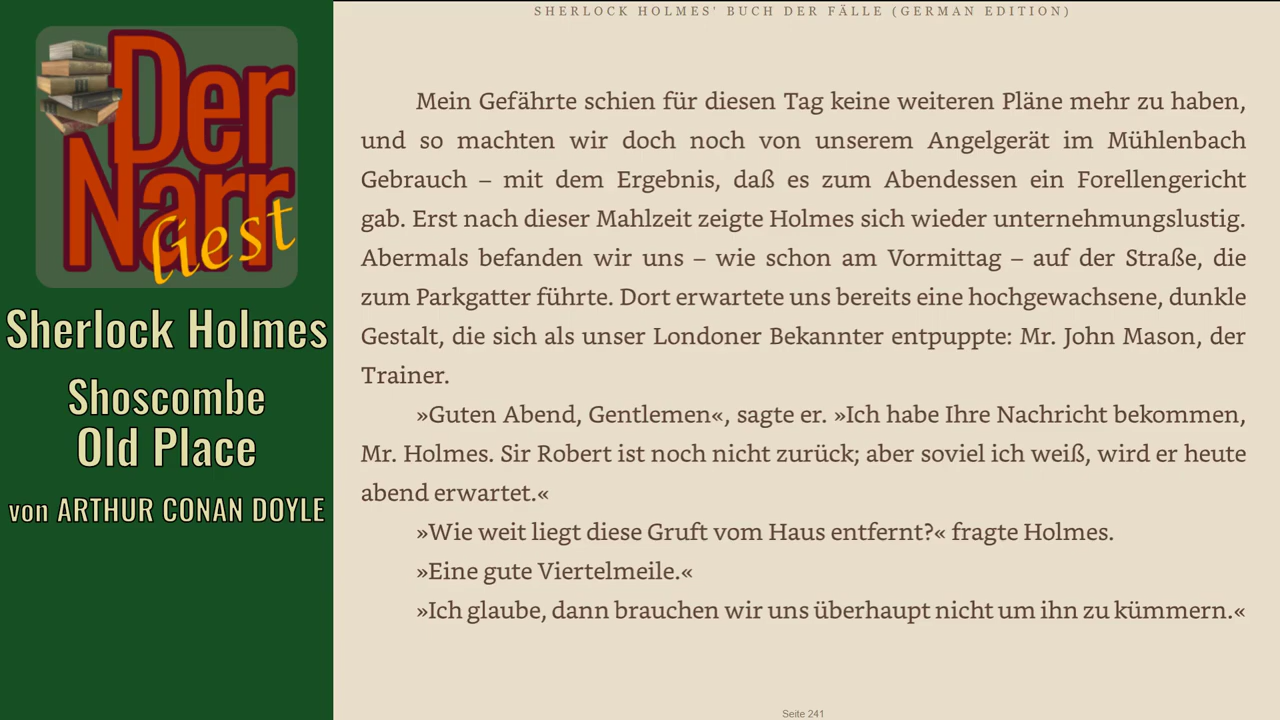 Der
Narr
liest
Sherlock Holmes
Shoscombe
Old Place
von ARTHUR CONAN DOYLE
SHERLOCK HOLMES' BUCH DER FÄLLE (GERMAN EDITION)
Mein Gefährte schien für diesen Tag keine weiteren Pläne mehr zu haben,
und so machten wir doch noch von unserem Angelgerät im Mühlenbach
Gebrauch – mit dem Ergebnis, daß es zum Abendessen ein Forellengericht
gab. Erst nach dieser Mahlzeit zeigte Holmes sich wieder unternehmungslustig.
Abermals befanden wir uns – wie schon am Vormittag – auf der Straße, die
zum Parkgatter führte. Dort erwartete uns bereits eine hochgewachsene, dunkle
Gestalt, die sich als unser Londoner Bekannter entpuppte: Mr. John Mason, der
Trainer.
»Guten Abend, Gentlemen«, sagte er. »Ich habe Ihre Nachricht bekommen,
Mr. Holmes. Sir Robert ist noch nicht zurück; aber soviel ich weiß, wird er heute
abend erwartet.«
»Wie weit liegt diese Gruft vom Haus entfernt?« fragte Holmes.
»Eine gute Viertelmeile.«
»Ich glaube, dann brauchen wir uns überhaupt nicht um ihn zu kümmern.«
Seite 241